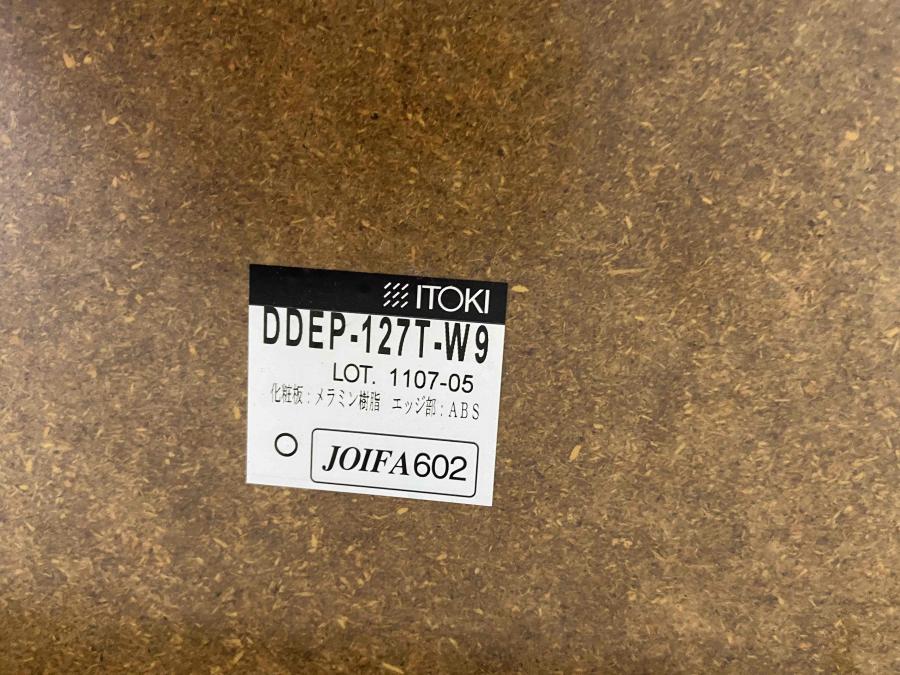 ITOKI
DDEP-127T-W9
LOT. 1107-05
化粧板：メラミン樹脂 エッジ部：ABS
○ JOIFA602